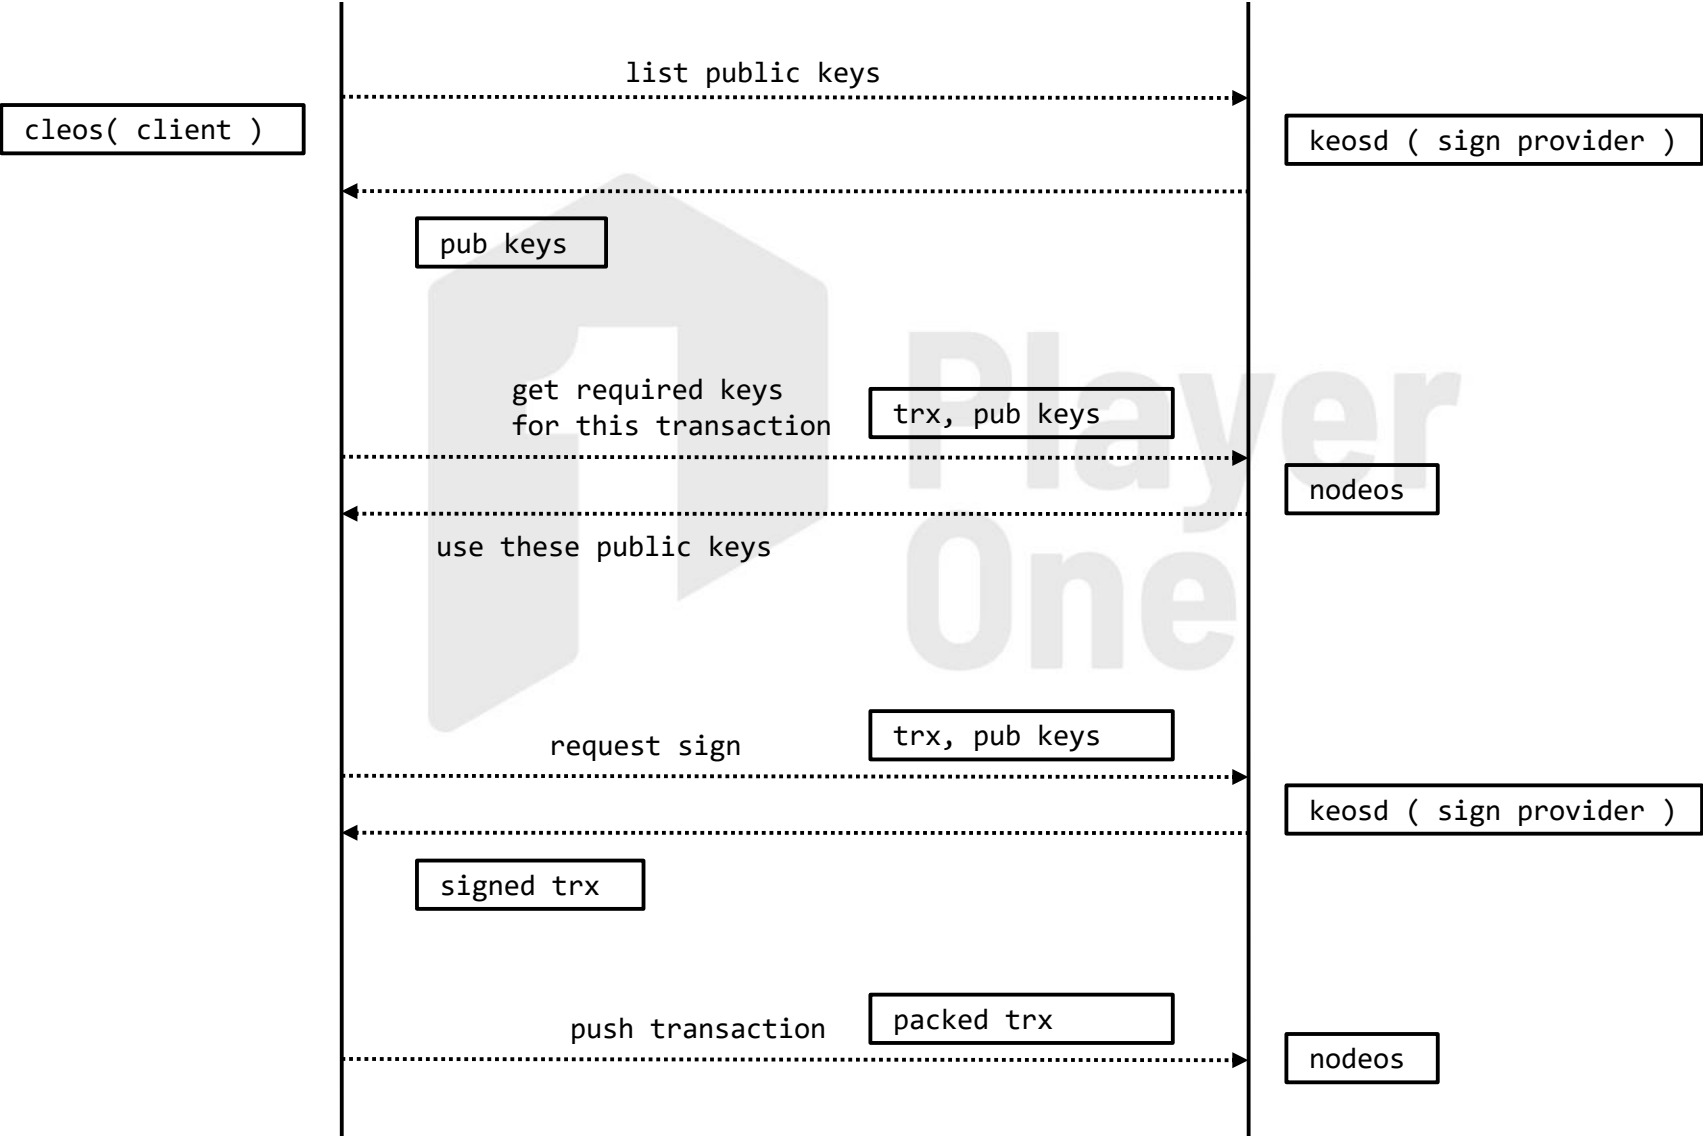 list public keys
cleos( client )
keosd ( sign provider )
pub keys
Player
One
get required keys
for this transaction
trx, pub keys
nodeos
use these public keys
request sign
trx, pub keys
keosd ( sign provider )
signed trx
push transaction
packed trx
nodeos